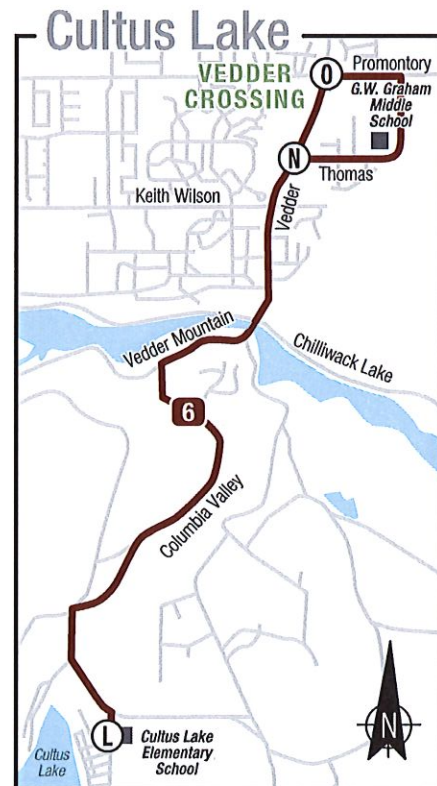 Cultus Lake
VEDDER
CROSSING
O
Promontory
G.W. Graham
Middle
School
N
Thomas
Keith Wilson
Vedder
Vedder Mountain
Chilliwack Lake
6
Columbia Valley
L
Cultus Lake
Elementary
School
Cultus
Lake
N